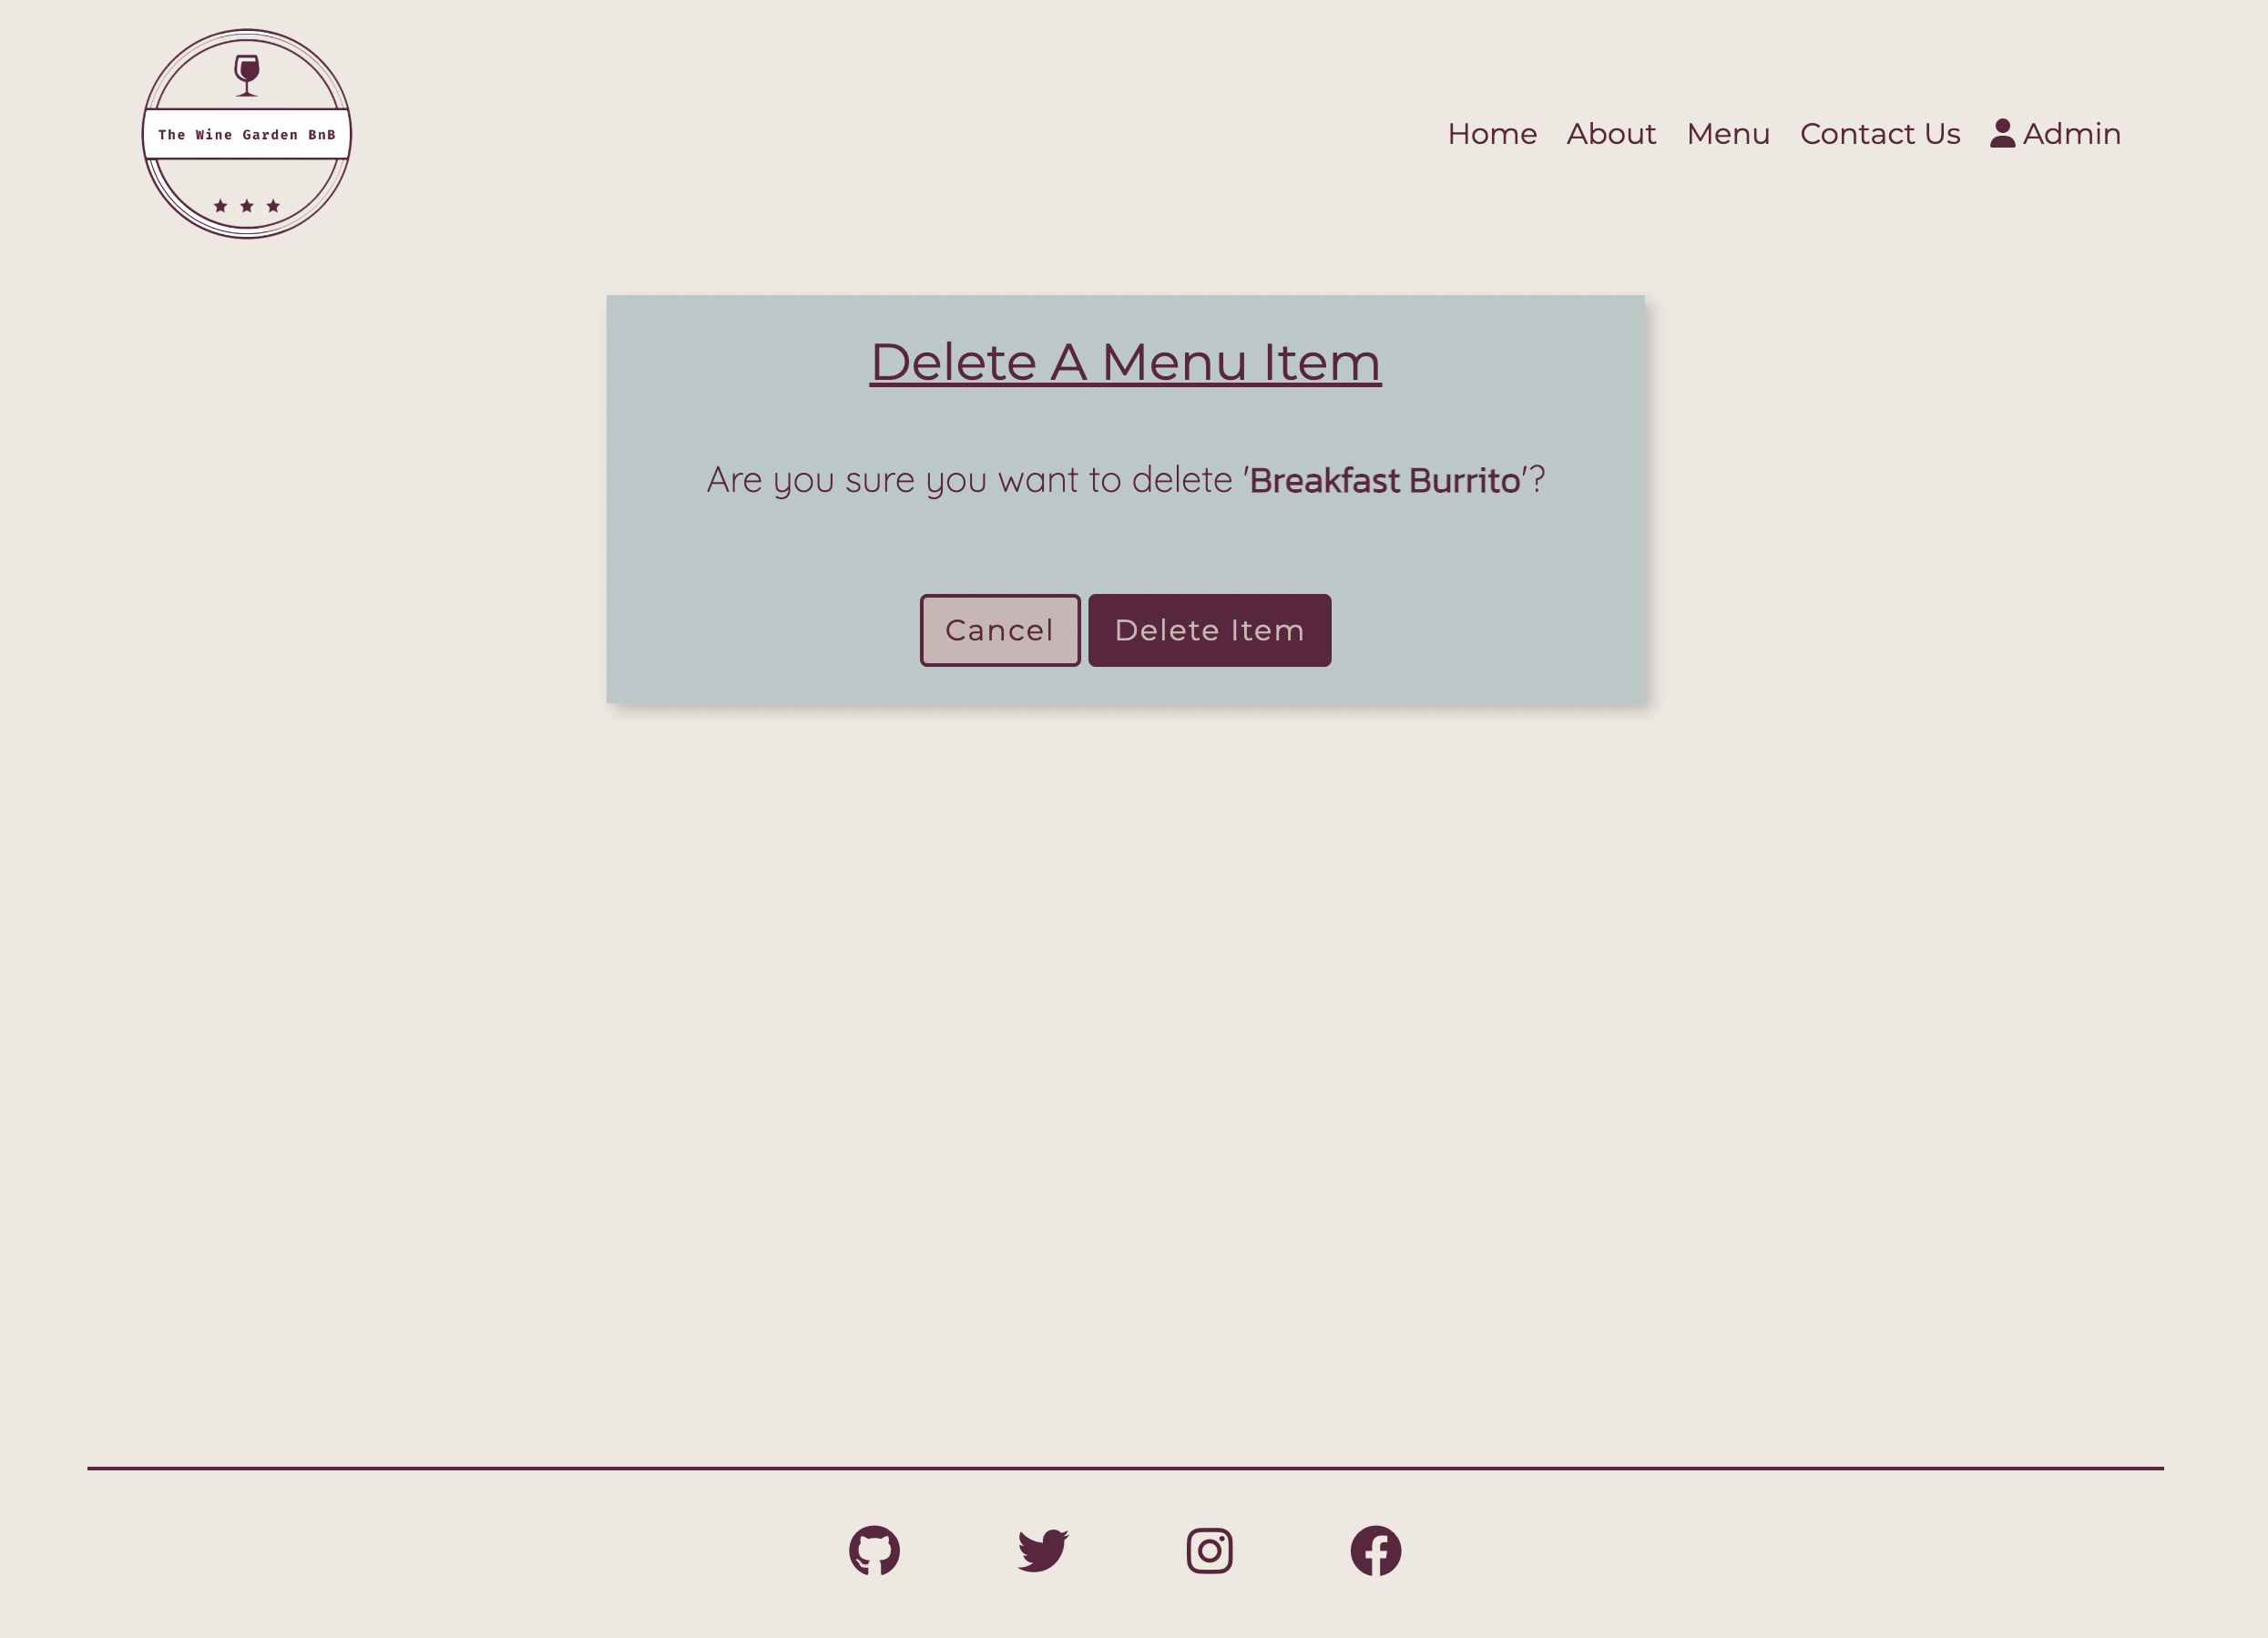 The Wine Garden BnB
Home About Menu Contact Us Admin
Delete A Menu Item
Are you sure you want to delete 'Breakfast Burrito'?
Cancel Delete Item